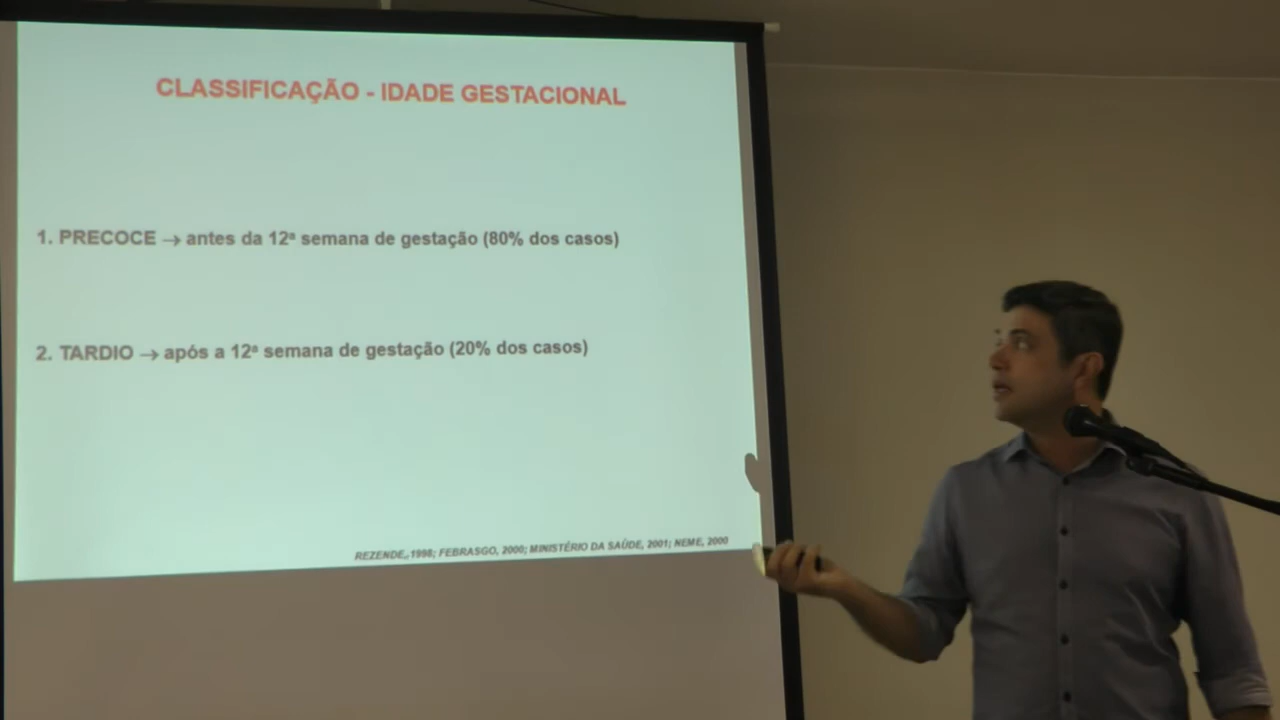 CLASSIFICAÇÃO - IDADE GESTACIONAL
1. PRECOCE → antes da 12ª semana de gestação (80% dos casos)
2. TARDIO → após a 12ª semana de gestação (20% dos casos)
REZENDE, 1998; FEBRASGO, 2000; MINISTÉRIO DA SAÚDE, 2001; NEME, 2000